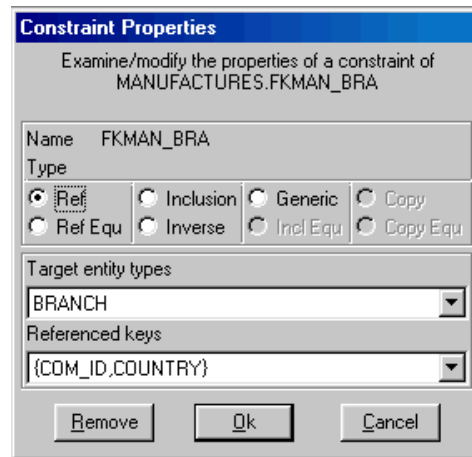 Constraint Properties
Examine/modify the properties of a constraint of
MANUFACTURES.FKMAN_BRA
Name FKMAN_BRA
Type
Ref Inclusion Generic Copy
Ref Equ Inverse Incl Equ Copy Equ
Target entity types
BRANCH
Referenced keys
{COM_ID,COUNTRY}
Remove Ok Cancel